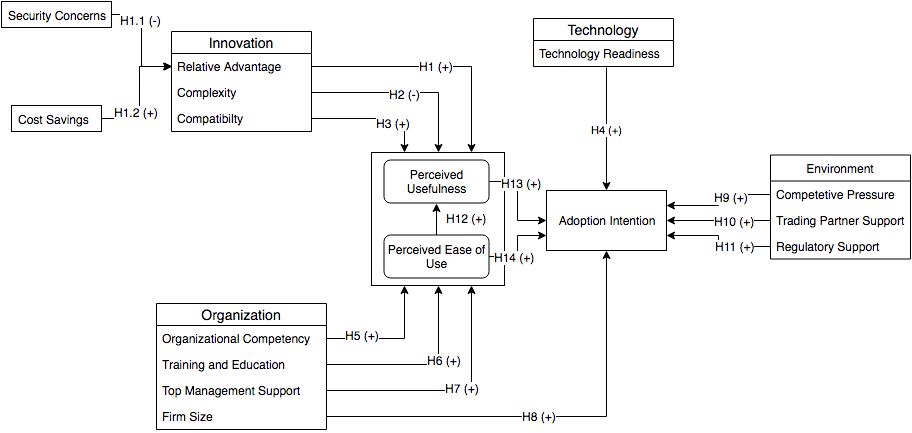 Security Concerns
H1.1 (-)
Cost Savings
H1.2 (+)
Innovation
Relative Advantage
Complexity
Compatibilty
H1 (+)
H2 (-)
H3 (+)
Technology
Technology Readiness
H4 (+)
Perceived
Usefulness
H12 (+)
Perceived Ease of
Use
H13 (+)
H14 (+)
Adoption Intention
Environment
Competetive Pressure
Trading Partner Support
Regulatory Support
H9 (+)
H10 (+)
H11 (+)
Organization
Organizational Competency
Training and Education
Top Management Support
Firm Size
H5 (+)
H6 (+)
H7 (+)
H8 (+)